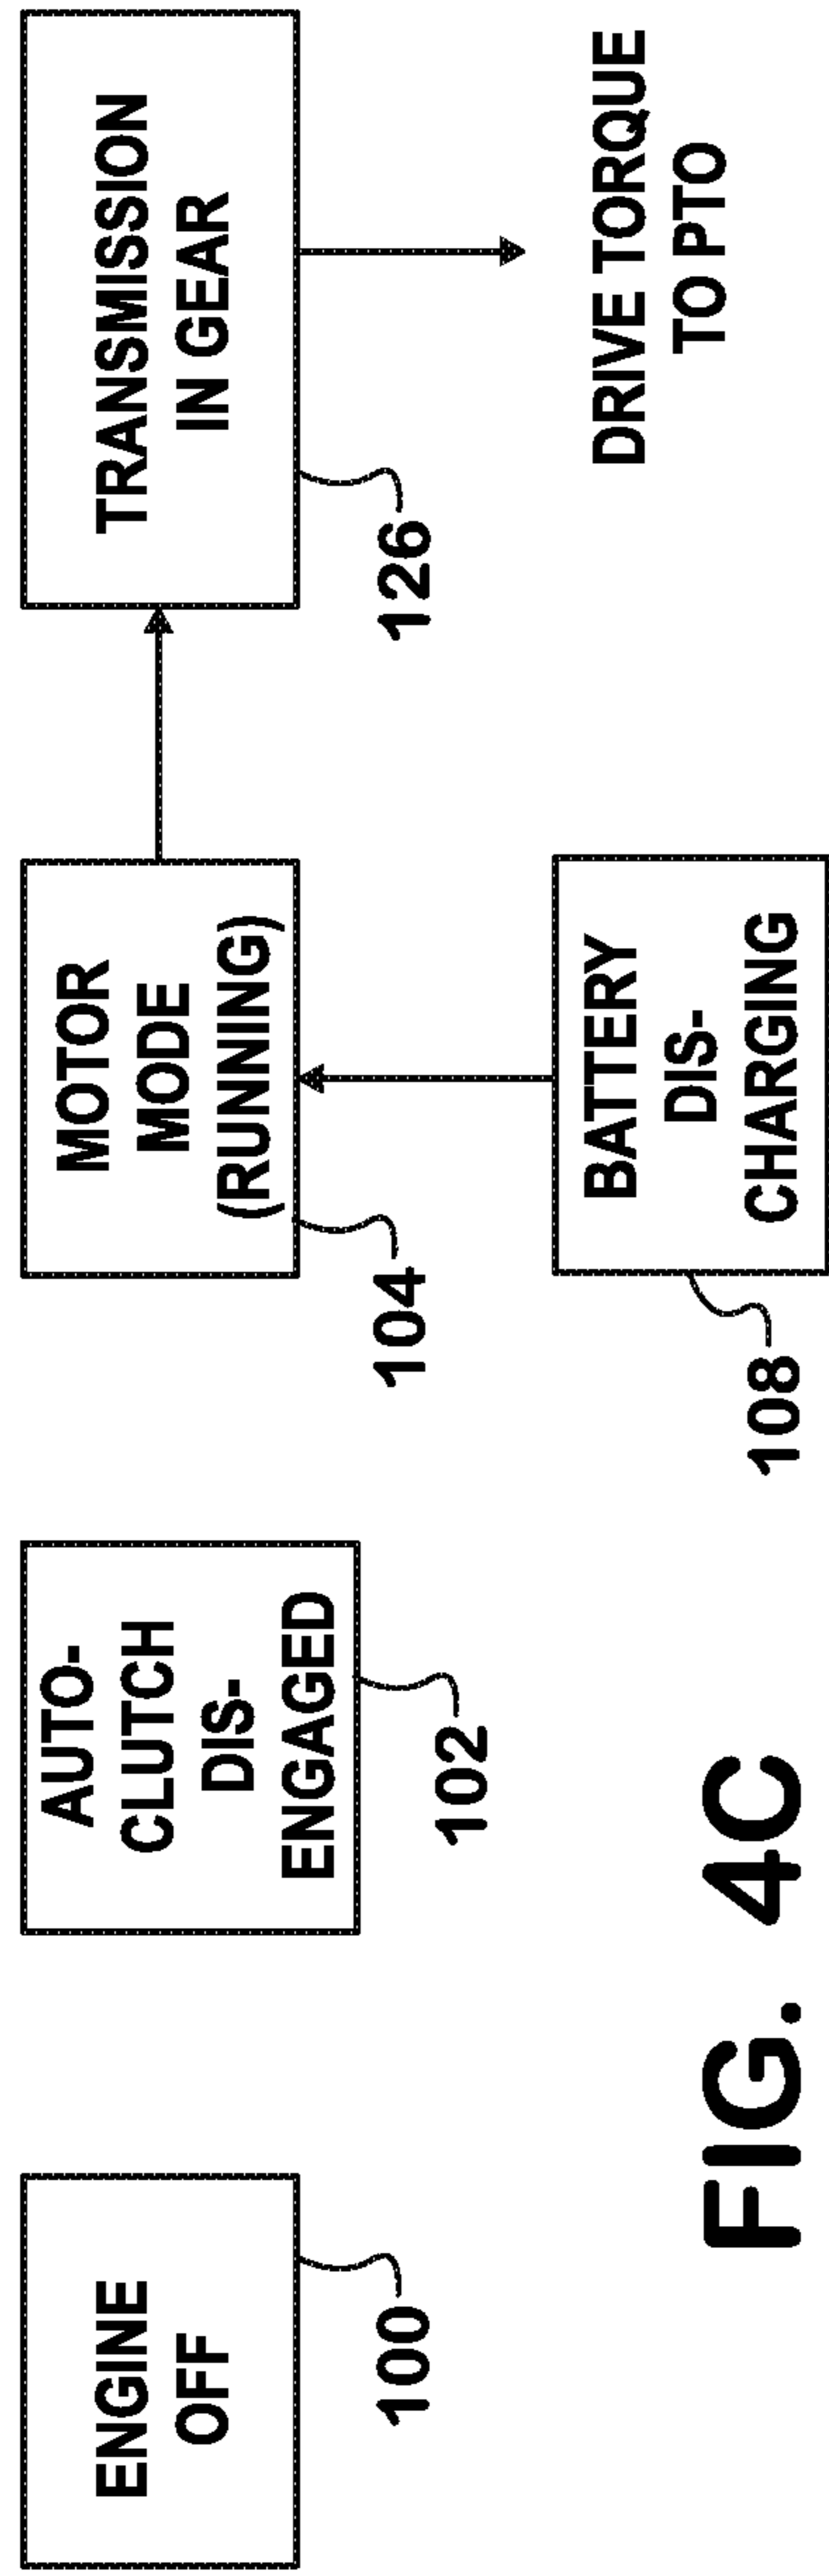 ENGINE
OFF
100
AUTO-
CLUTCH
DIS-
ENGAGED
102
MOTOR
MODE
(RUNNING)
104
BATTERY
DIS-
CHARGING
108
TRANSMISSION
IN GEAR
126
DRIVE TORQUE
TO PTO
FIG. 4C